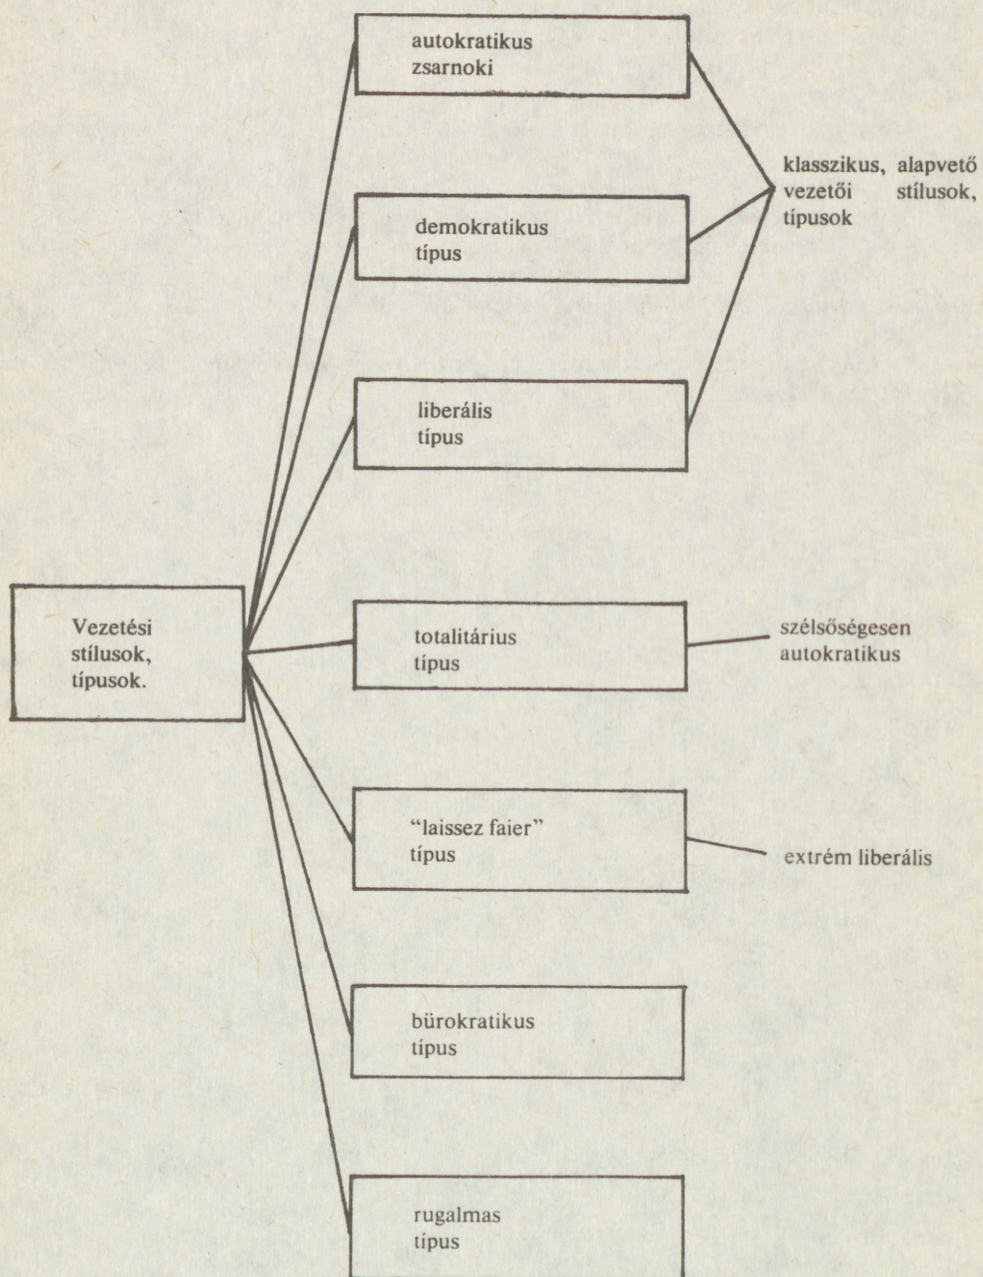 autokratikus
zsarnoki
klasszikus, alapvető
vezetői stílusok,
típusok
demokratikus
típus
liberális
típus
Vezetési
stílusok,
típusok.
totalitárius
típus
szélsőségesen
autokratikus
“laissez faier”
típus
extrém liberális
bürokratikus
típus
rugalmas
típus